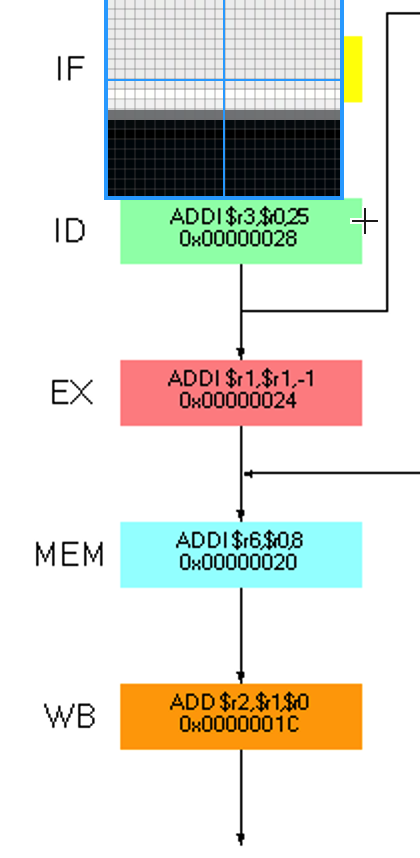 IF
ID
ADDI $r3,$r0,25
0x00000028
EX
ADDI $r1,$r1,-1
0x00000024
MEM
ADDI $r6,$r0,8
0x00000020
WB
ADD $r2,$r1,$r0
0x0000001C